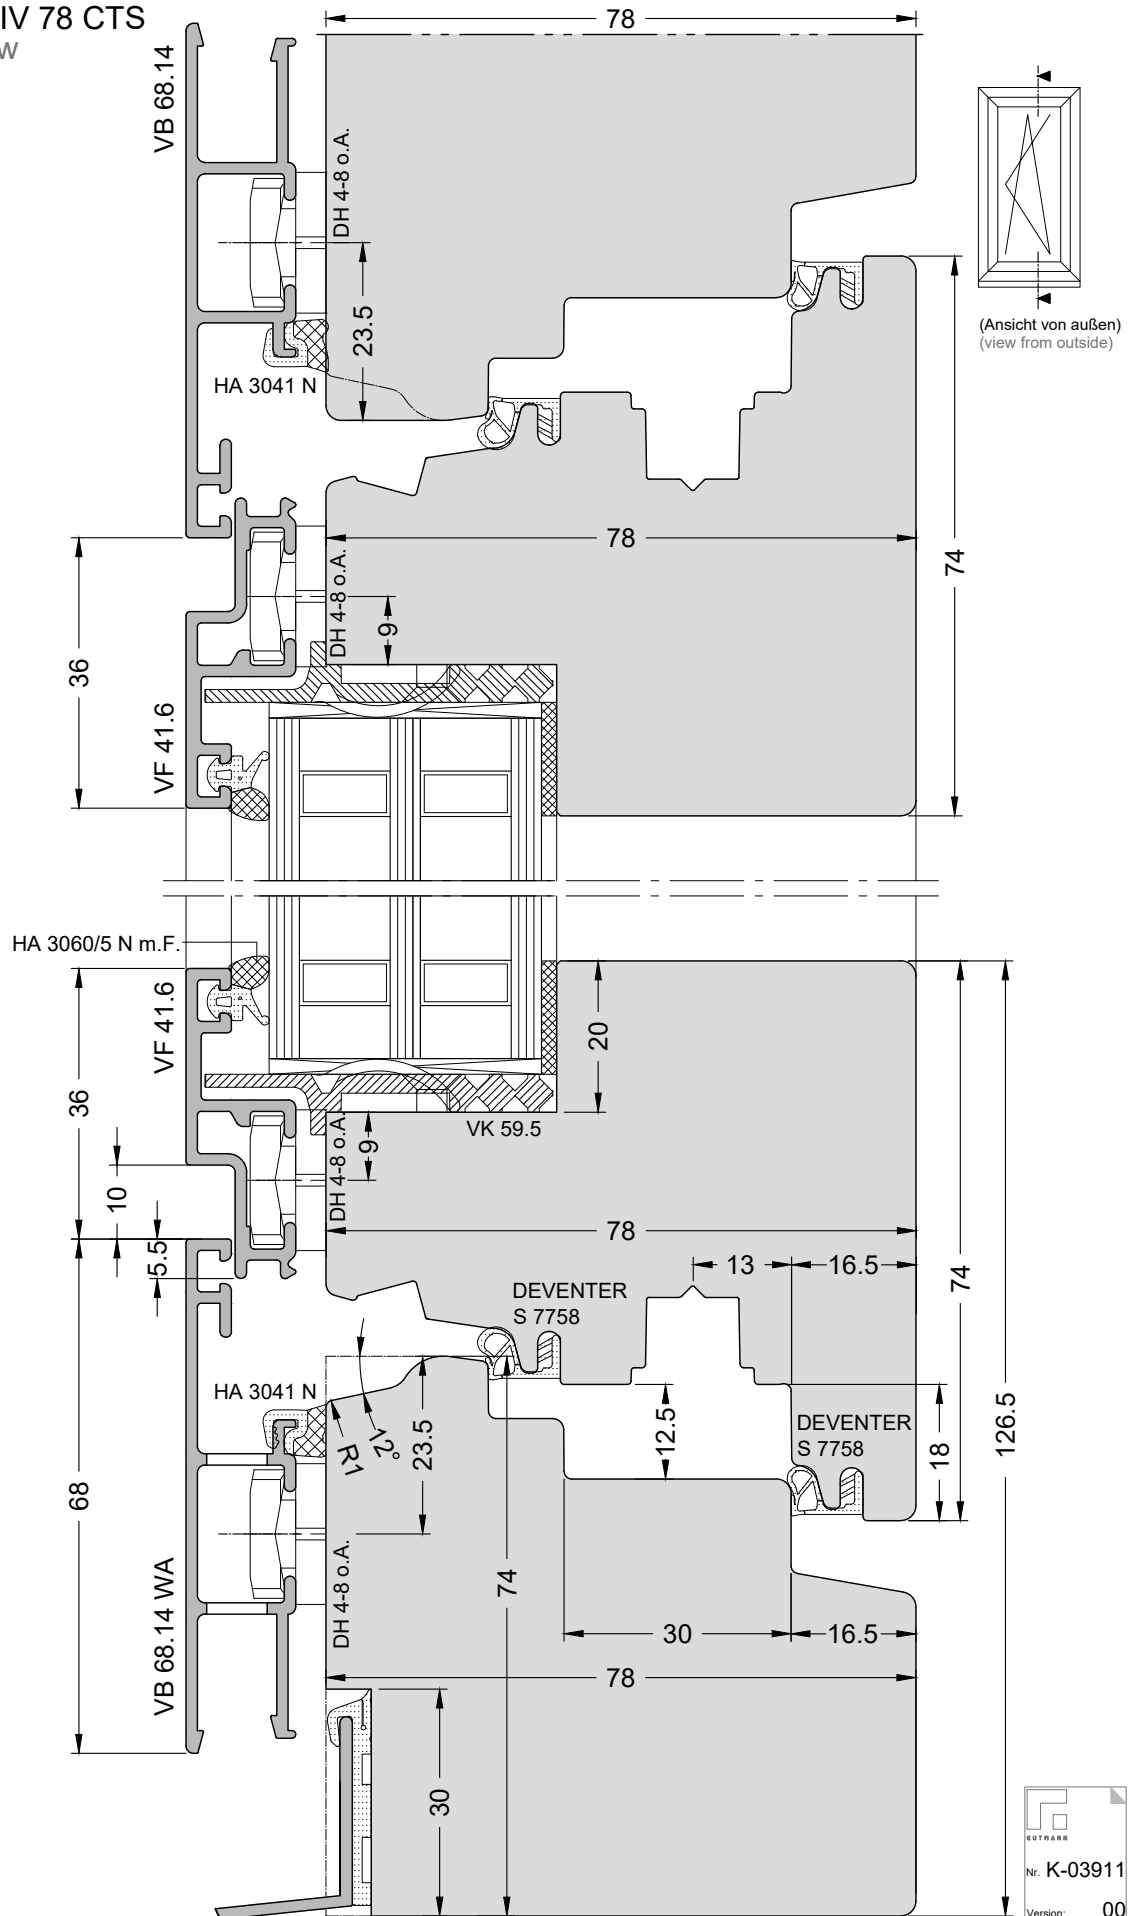 IV 78 CTS
w
78
VB 68.14
DH 4-8 o.A.
23.5
HA 3041 N
(Ansicht von außen)
(view from outside)
78
74
DH 4-8 o.A.
9
36
VF 41.6
HA 3060/5 N m.F.
VF 41.6
20
36
VK 59.5
9
DH 4-8 o.A.
10
78
5.5
13
16.5
74
DEVENTER
S 7758
HA 3041 N
12°
R1
23.5
12.5
DEVENTER
S 7758
18
126.5
68
VB 68.14 WA
DH 4-8 o.A.
74
30
16.5
78
30
GUTMANN
Nr. K-03911
Version: 00